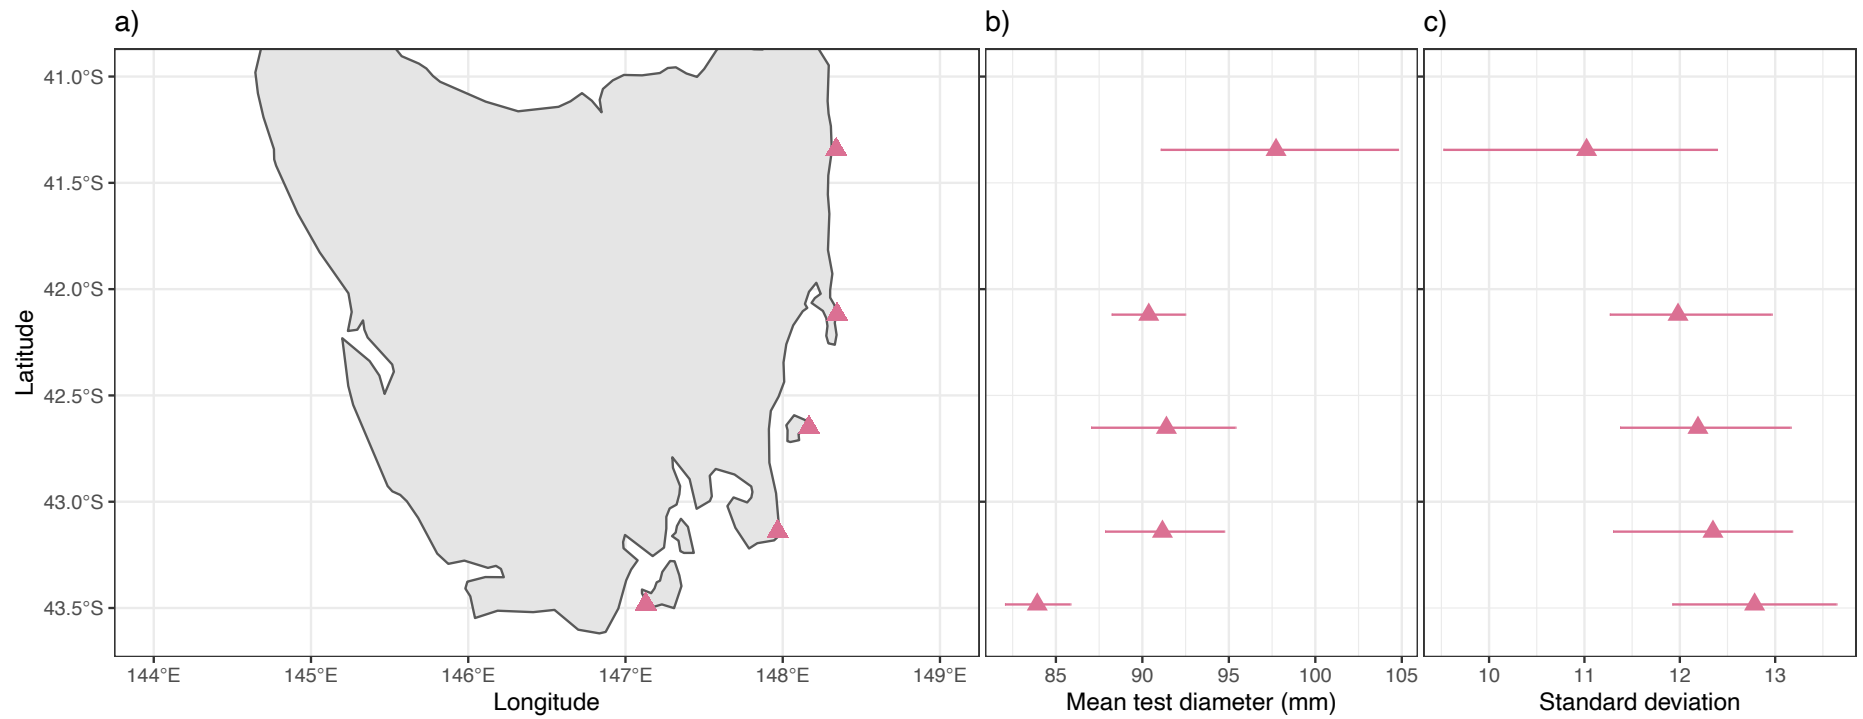 a)
b)
c)
Latitude
41.0°S
41.5°S
42.0°S
42.5°S
43.0°S
43.5°S
144°E 145°E 146°E 147°E 148°E 149°E
Longitude
85 90 95 100 105
Mean test diameter (mm)
10 11 12 13
Standard deviation